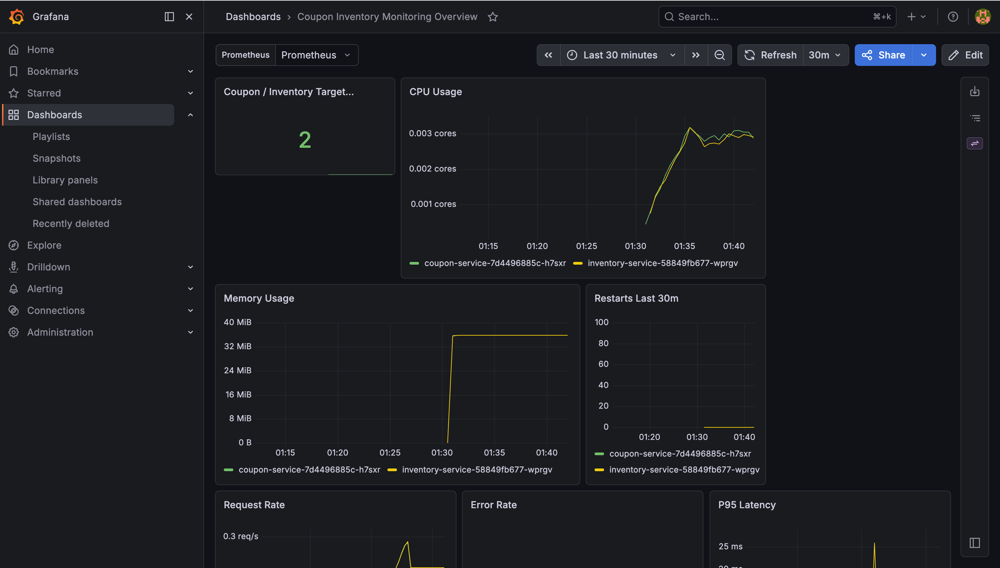 Grafana
Dashboards › Coupon Inventory Monitoring Overview
Search...
⌘+k
Home
Bookmarks
Starred
Dashboards
Playlists
Snapshots
Library panels
Shared dashboards
Recently deleted
Explore
Drilldown
Alerting
Connections
Administration
Prometheus
Prometheus
Last 30 minutes
Refresh
30m
Share
Edit
Coupon / Inventory Target...
2
CPU Usage
0.003 cores
0.002 cores
0.001 cores
01:15 01:20 01:25 01:30 01:35 01:40
coupon-service-7d4496885c-h7sxr inventory-service-58849fb677-wprgv
Memory Usage
40 MiB
32 MiB
24 MiB
16 MiB
8 MiB
0 B
01:15 01:20 01:25 01:30 01:35 01:40
coupon-service-7d4496885c-h7sxr inventory-service-58849fb677-wprgv
Restarts Last 30m
100
80
60
40
20
0
01:20 01:30 01:40
coupon-service-7d4496885c-h7sxr
inventory-service-58849fb677-wprgv
Request Rate
0.3 req/s
Error Rate
P95 Latency
25 ms